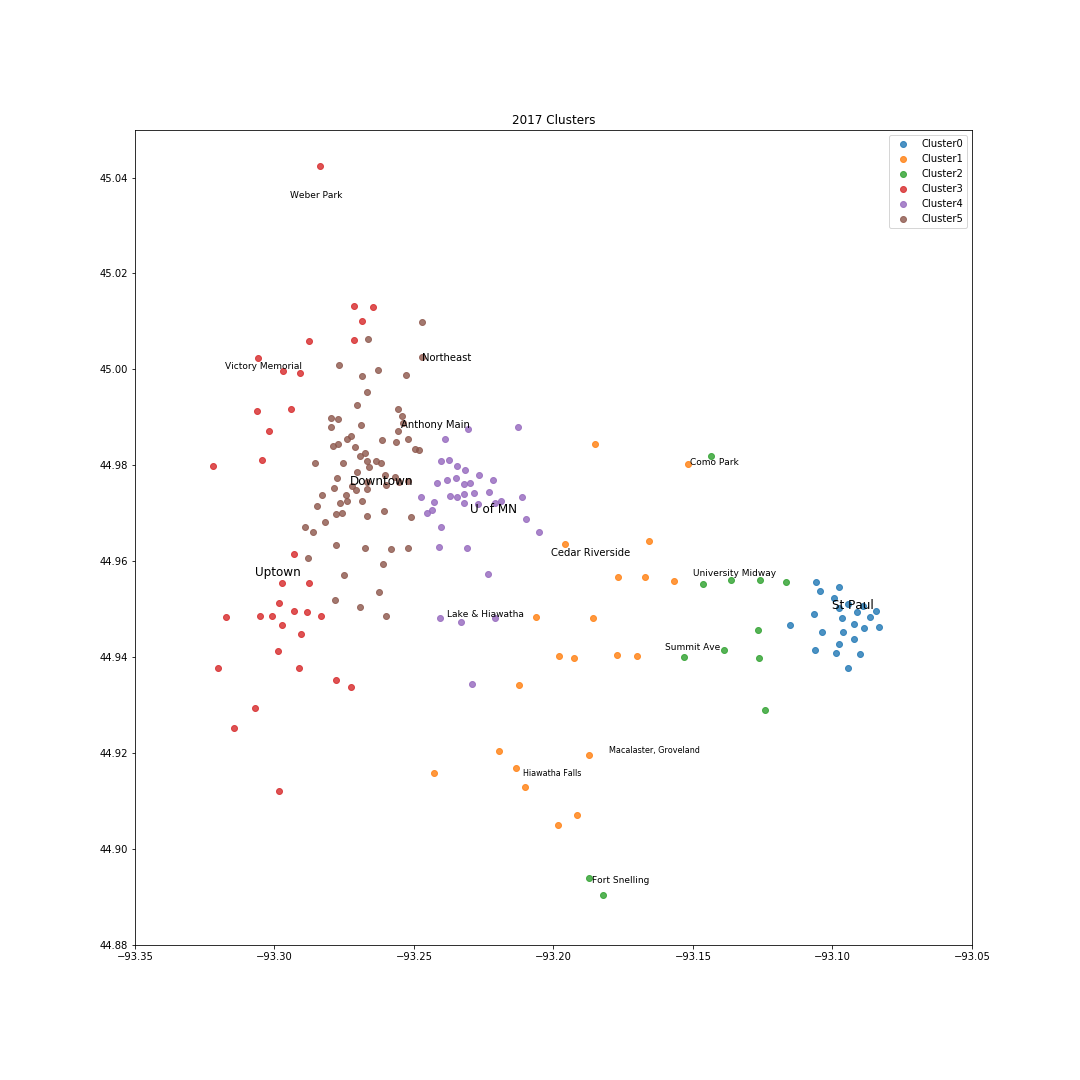 2017 Clusters
Cluster0
Cluster1
Cluster2
Cluster3
Cluster4
Cluster5
45.04
45.02
45.00
44.98
44.96
44.94
44.92
44.90
44.88
Weber Park
Victory Memorial
Northeast
Anthony Main
Como Park
Downtown
U of MN
Cedar Riverside
Uptown
University Midway
St Paul
Lake & Hiawatha
Summit Ave
Macalaster, Groveland
Hiawatha Falls
Fort Snelling
−93.35
−93.30
−93.25
−93.20
−93.15
−93.10
−93.05